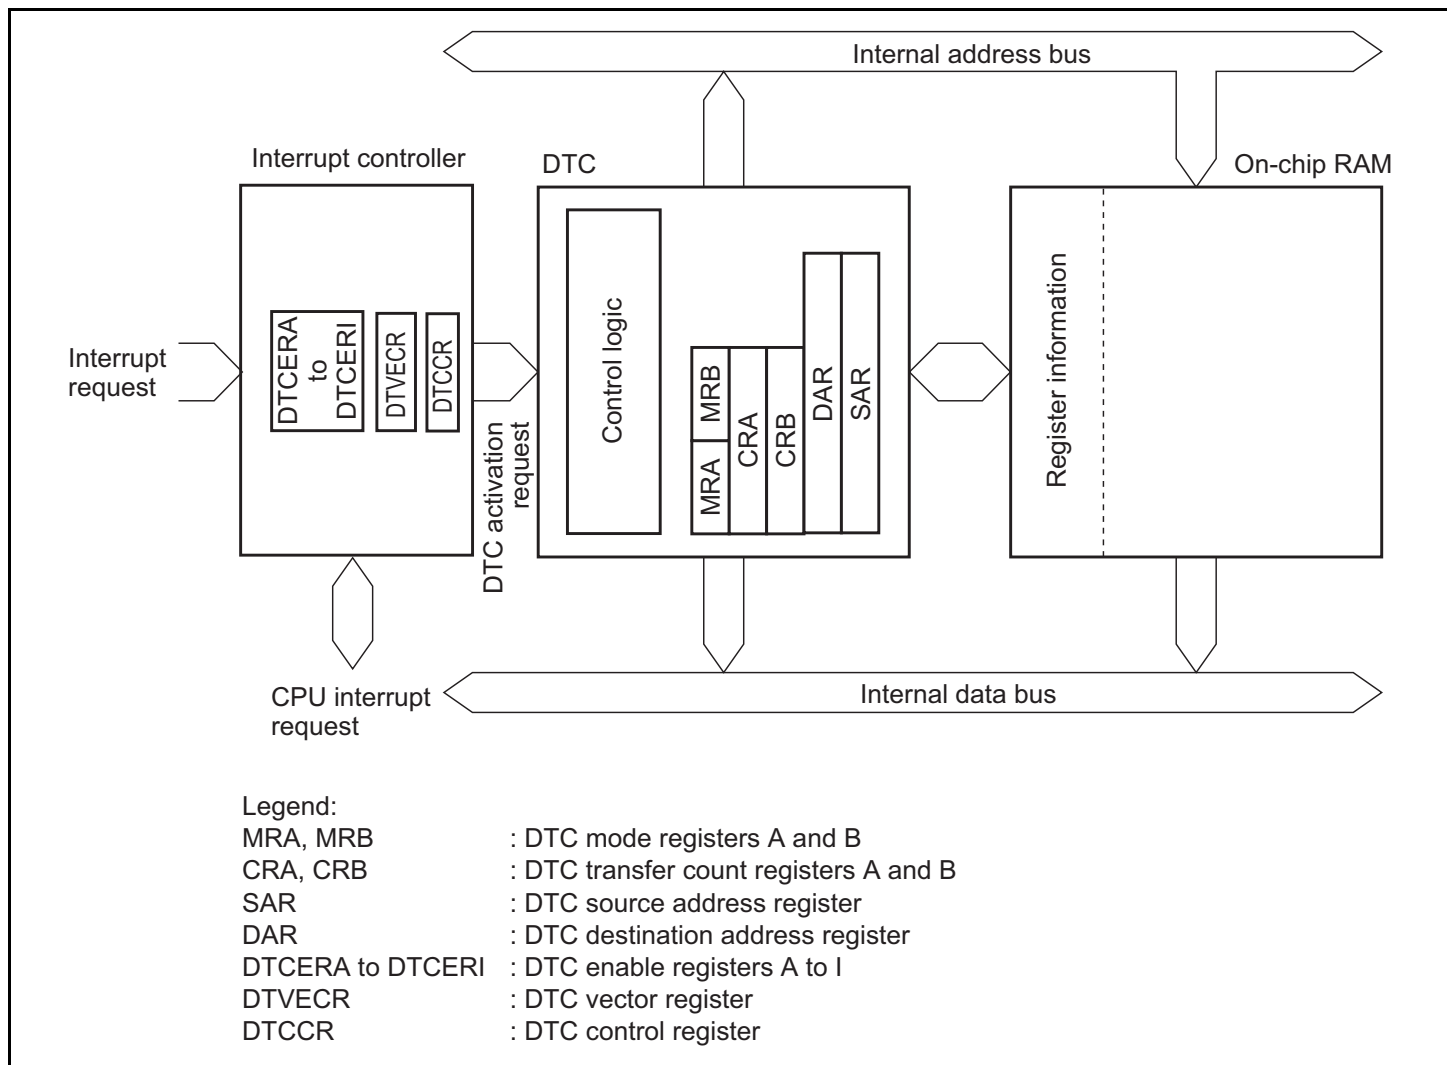 Internal address bus
Interrupt controller
DTC
On-chip RAM
Interrupt
request
DTCERA
to
DTCERI
DTVECR
DTCCR
DTC activation
request
Control logic
MRA
MRB
CRA
CRB
DAR
SAR
Register information
CPU interrupt
request
Internal data bus
Legend:
MRA, MRB : DTC mode registers A and B
CRA, CRB : DTC transfer count registers A and B
SAR : DTC source address register
DAR : DTC destination address register
DTCERA to DTCERI : DTC enable registers A to I
DTVECR : DTC vector register
DTCCR : DTC control register